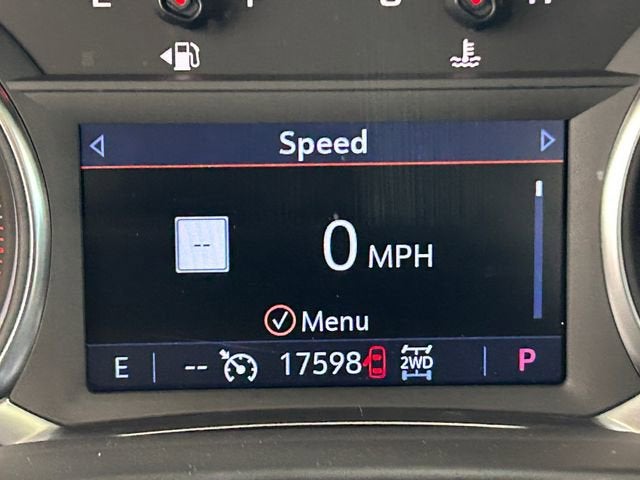 Speed
--
0 MPH
Menu
E -- 17598 2WD P